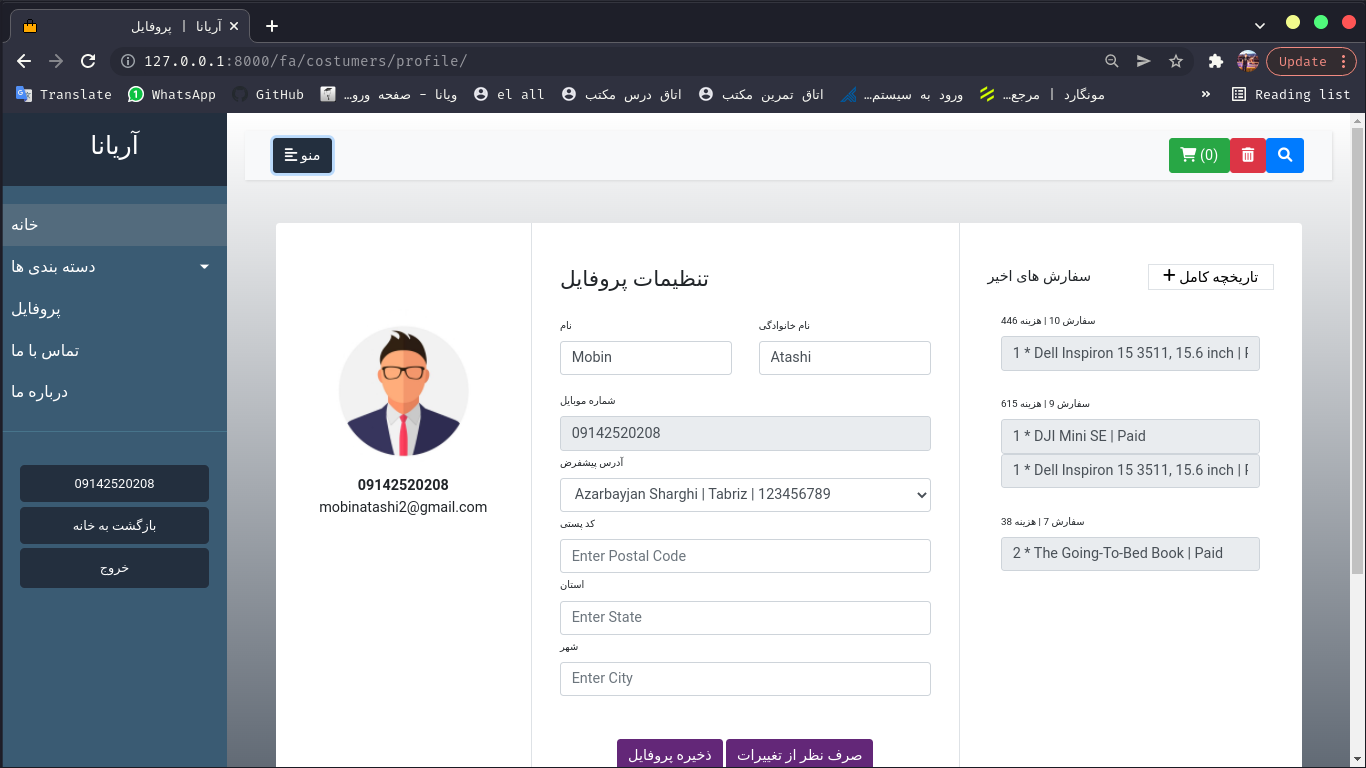 آریانا | پروفایل
127.0.0.1:8000/fa/costumers/profile/
Update
Translate
WhatsApp
GitHub
ویانا - صفحه ورو...
el all
اتاق درس مکتب
اتاق تمرین مکتب
ورود به سیستم...
مونگارد | مرجع...
»
Reading list
آریانا
خانه
دسته بندی ها
پروفایل
تماس با ما
درباره ما
09142520208
بازگشت به خانه
خروج
منو
(0)
09142520208
mobinatashi2@gmail.com
تنظیمات پروفایل
نام
نام خانوادگی
Mobin
Atashi
شماره موبایل
09142520208
آدرس پیشفرض
Azarbayjan Sharghi | Tabriz | 123456789
کد پستی
Enter Postal Code
استان
Enter State
شهر
Enter City
ذخیره پروفایل
صرف نظر از تغییرات
سفارش های اخیر
تاریخچه کامل +
سفارش 10 | هزینه 446
1 * Dell Inspiron 15 3511, 15.6 inch |
سفارش 9 | هزینه 615
1 * DJI Mini SE | Paid
1 * Dell Inspiron 15 3511, 15.6 inch |
سفارش 7 | هزینه 38
2 * The Going-To-Bed Book | Paid